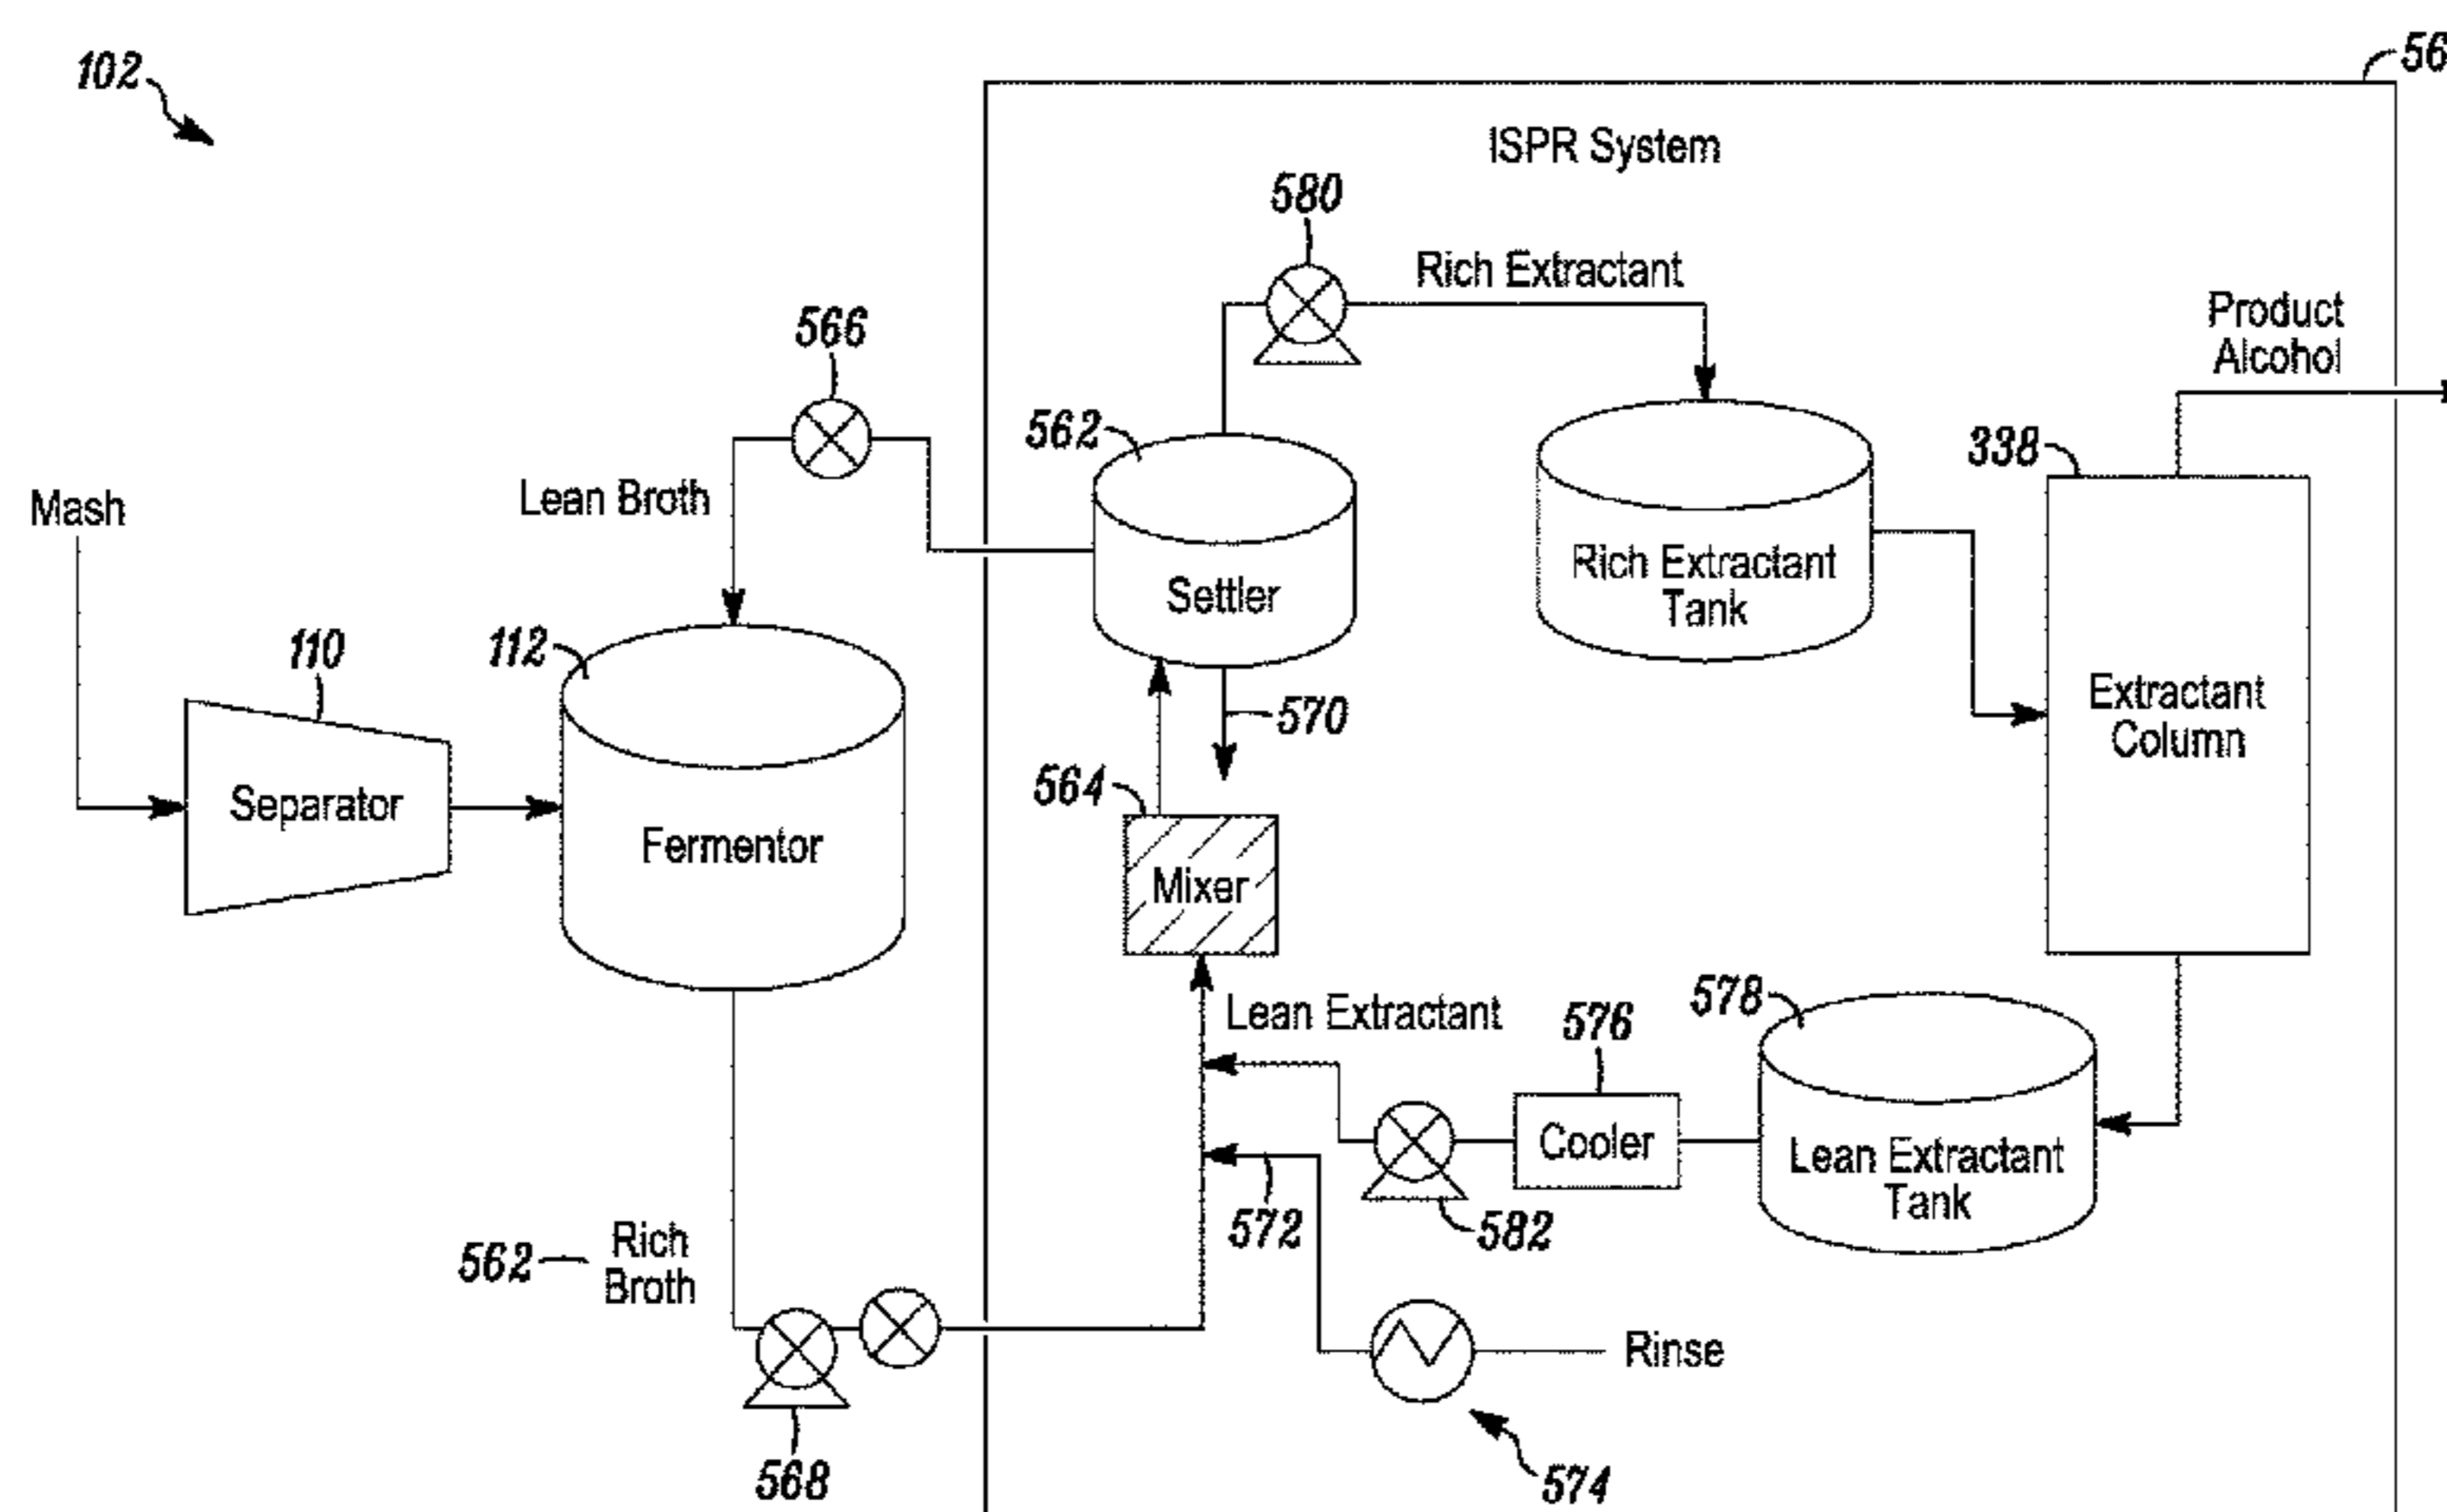 102
56
ISPR System
580
Rich Extractant
Product
Alcohol
566
562
338
Lean Broth
Mash
Settler
Rich Extractant
Tank
110
112
570
Extractant
Column
564
Separator
Fermentor
Mixer
Lean Extractant
576
578
Cooler
Lean Extractant
Tank
572
582
562
Rich
Broth
Rinse
568
574